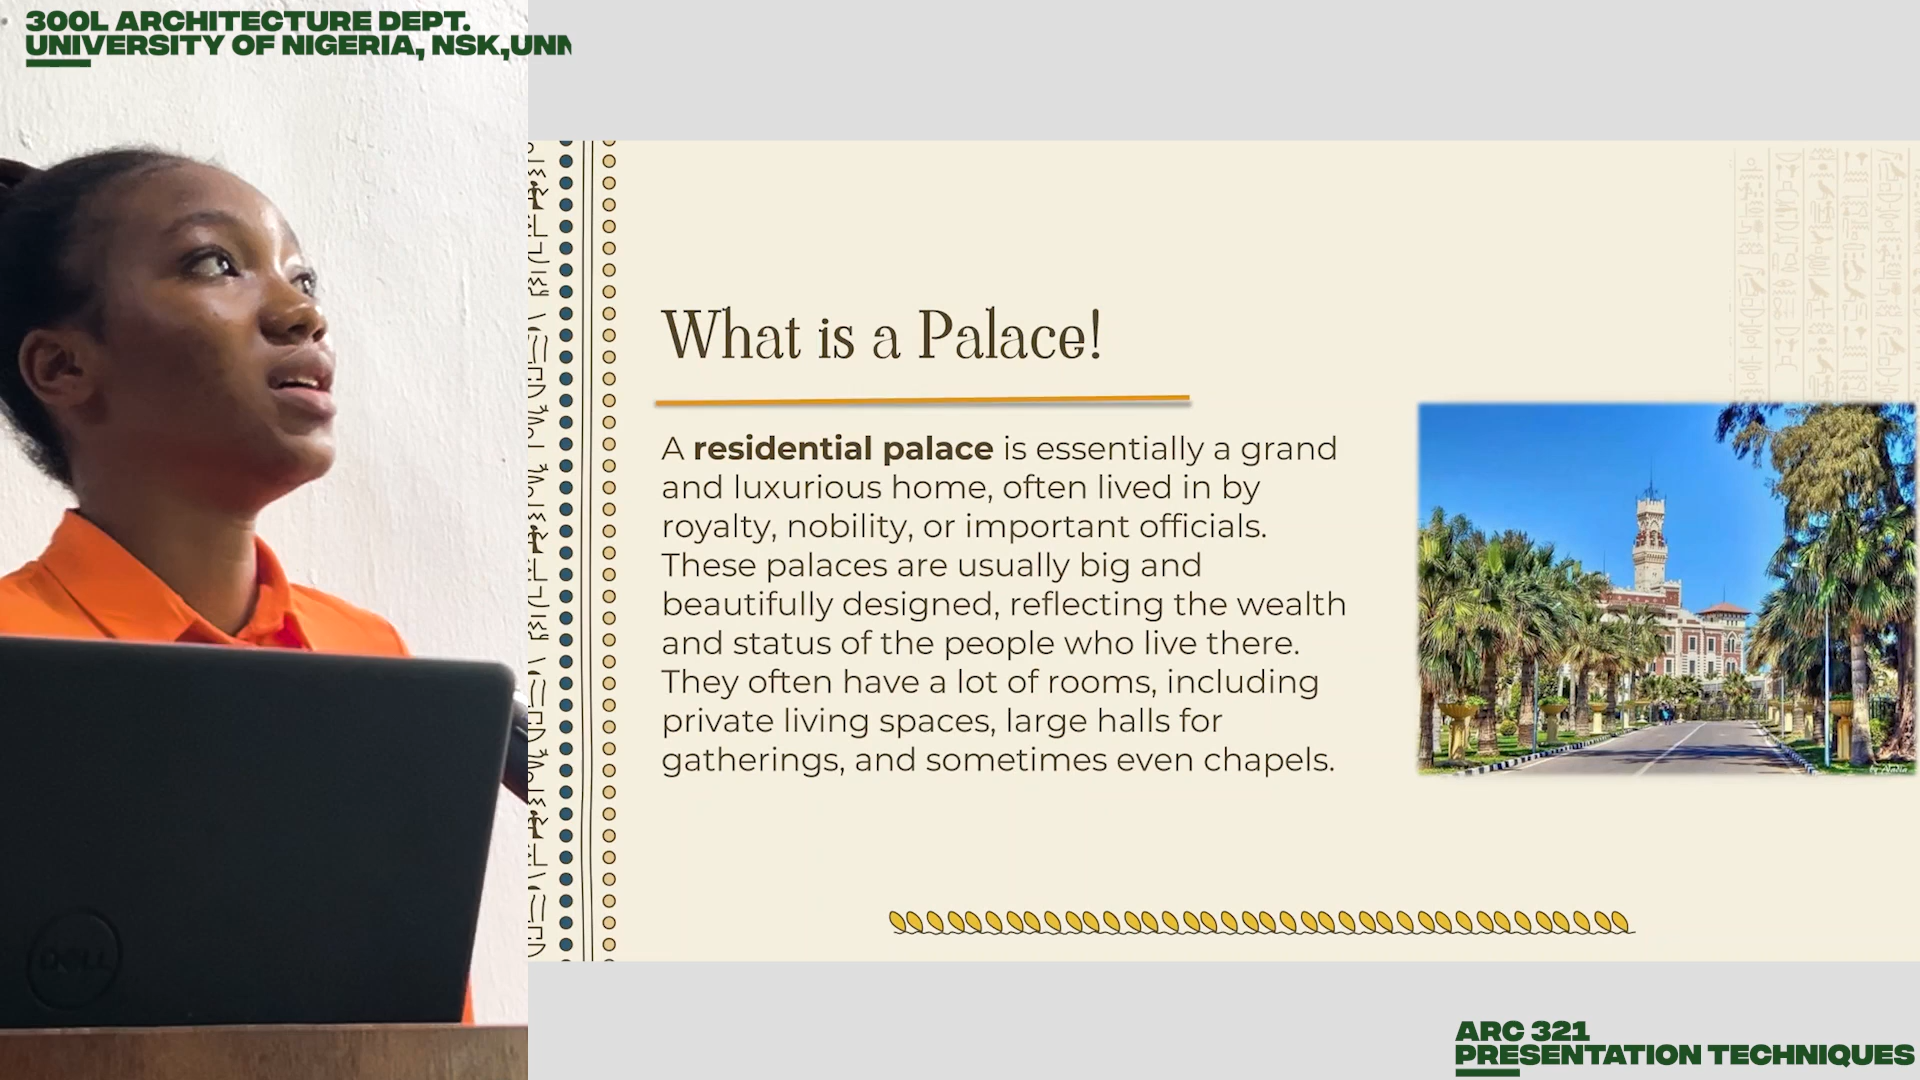 300L ARCHITECTURE DEPT.
UNIVERSITY OF NIGERIA, NSK,UNN
What is a Palace!
A residential palace is essentially a grand
and luxurious home, often lived in by
royalty, nobility, or important officials.
These palaces are usually big and
beautifully designed, reflecting the wealth
and status of the people who live there.
They often have a lot of rooms, including
private living spaces, large halls for
gatherings, and sometimes even chapels.
DELL
ARC 321
PRESENTATION TECHNIQUES